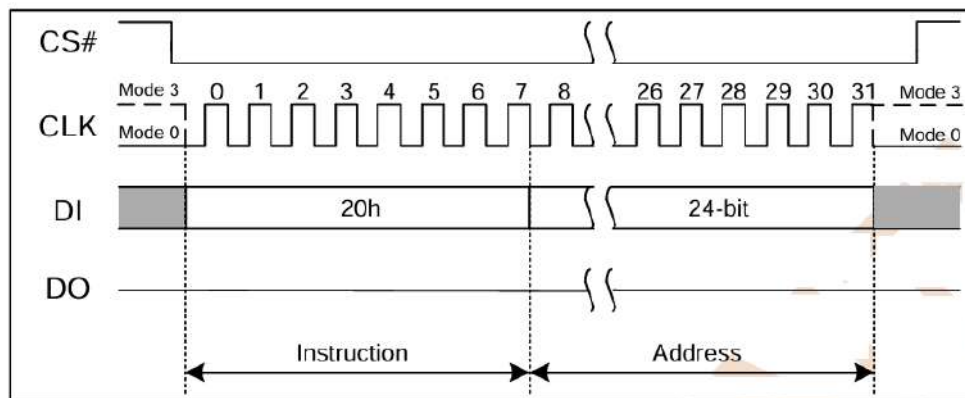 CS#
Mode 3 0 1 2 3 4 5 6 7 8 26 27 28 29 30 31 Mode 3
CLK
Mode 0 Mode 0
DI 20h 24-bit
DO
Instruction Address